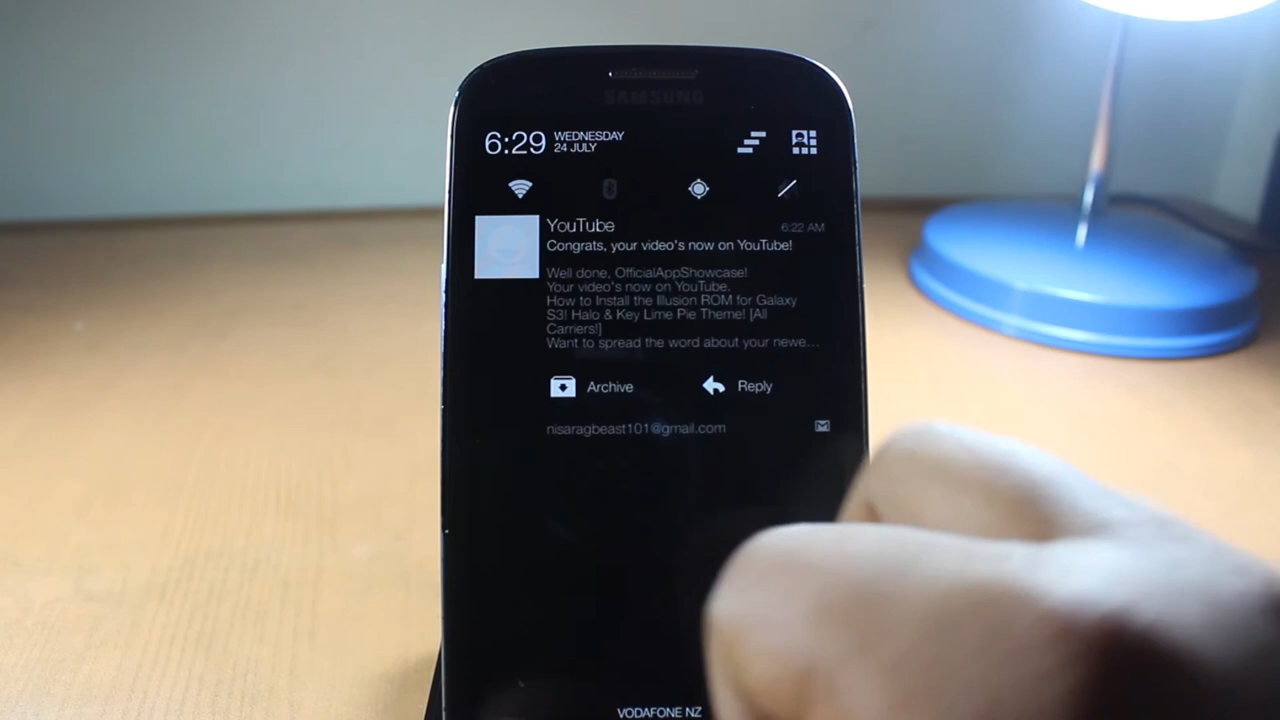 SAMSUNG
6:29 WEDNESDAY
24 JULY
YouTube 6:22 AM
Congrats, your video's now on YouTube!
Well done, OfficialAppShowcase!
Your video's now on YouTube.
How to Install the Illusion ROM for Galaxy
S3! Halo & Key Lime Pie Theme! [All
Carriers!]
Want to spread the word about your newe...
Archive Reply
nisaragbeast101@gmail.com
VODAFONE NZ